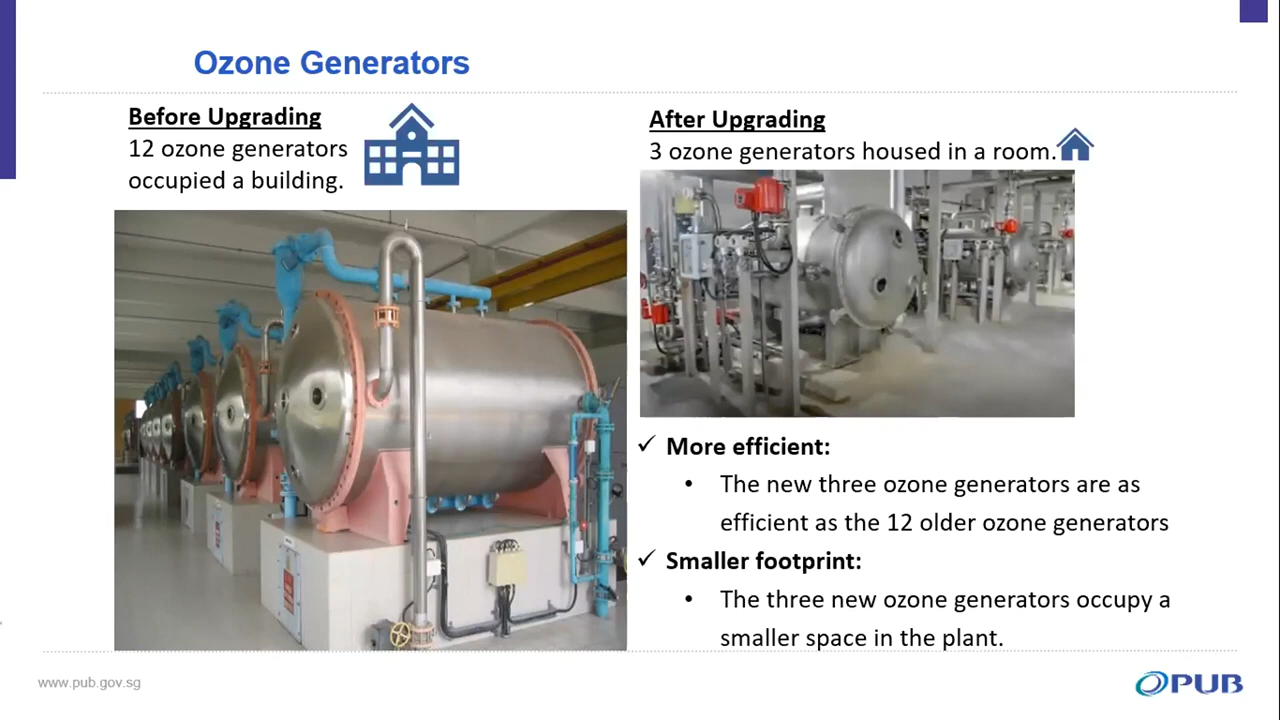 Ozone Generators
Before Upgrading
12 ozone generators
occupied a building.
After Upgrading
3 ozone generators housed in a room.
✓ More efficient:
• The new three ozone generators are as
efficient as the 12 older ozone generators
✓ Smaller footprint:
• The three new ozone generators occupy a
smaller space in the plant.
www.pub.gov.sg
PUB